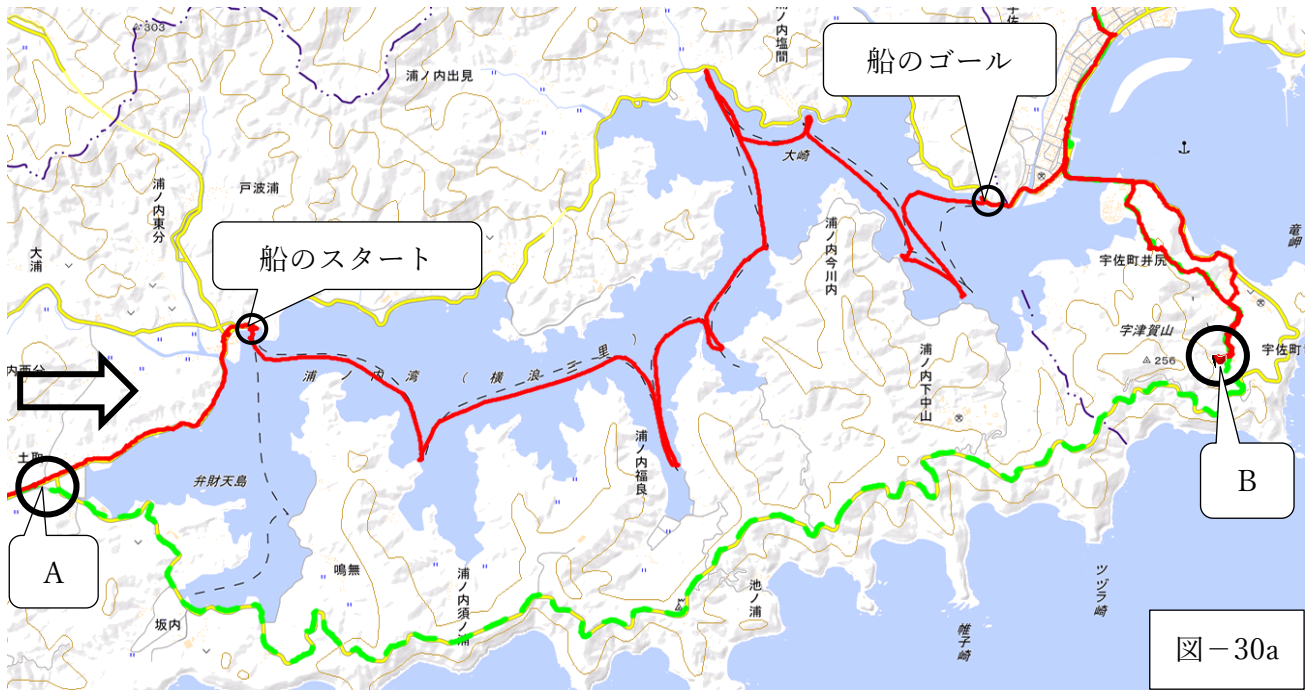 303
浦ノ内塩間
宇佐
船のゴール
浦ノ内出見
大崎
浦ノ内東分
戸波浦
大浦
船のスタート
浦ノ内今川内
竜岬
宇佐町井尻
宇津賀山
256
宇佐町
内西分
浦ノ内湾（横浪三里）
浦ノ内下中山
浦ノ内福良
土取
弁財天島
B
A
鳴無
浦ノ内須ノ浦
池ノ浦
ツヅラ崎
坂内
帷子崎
図－30a